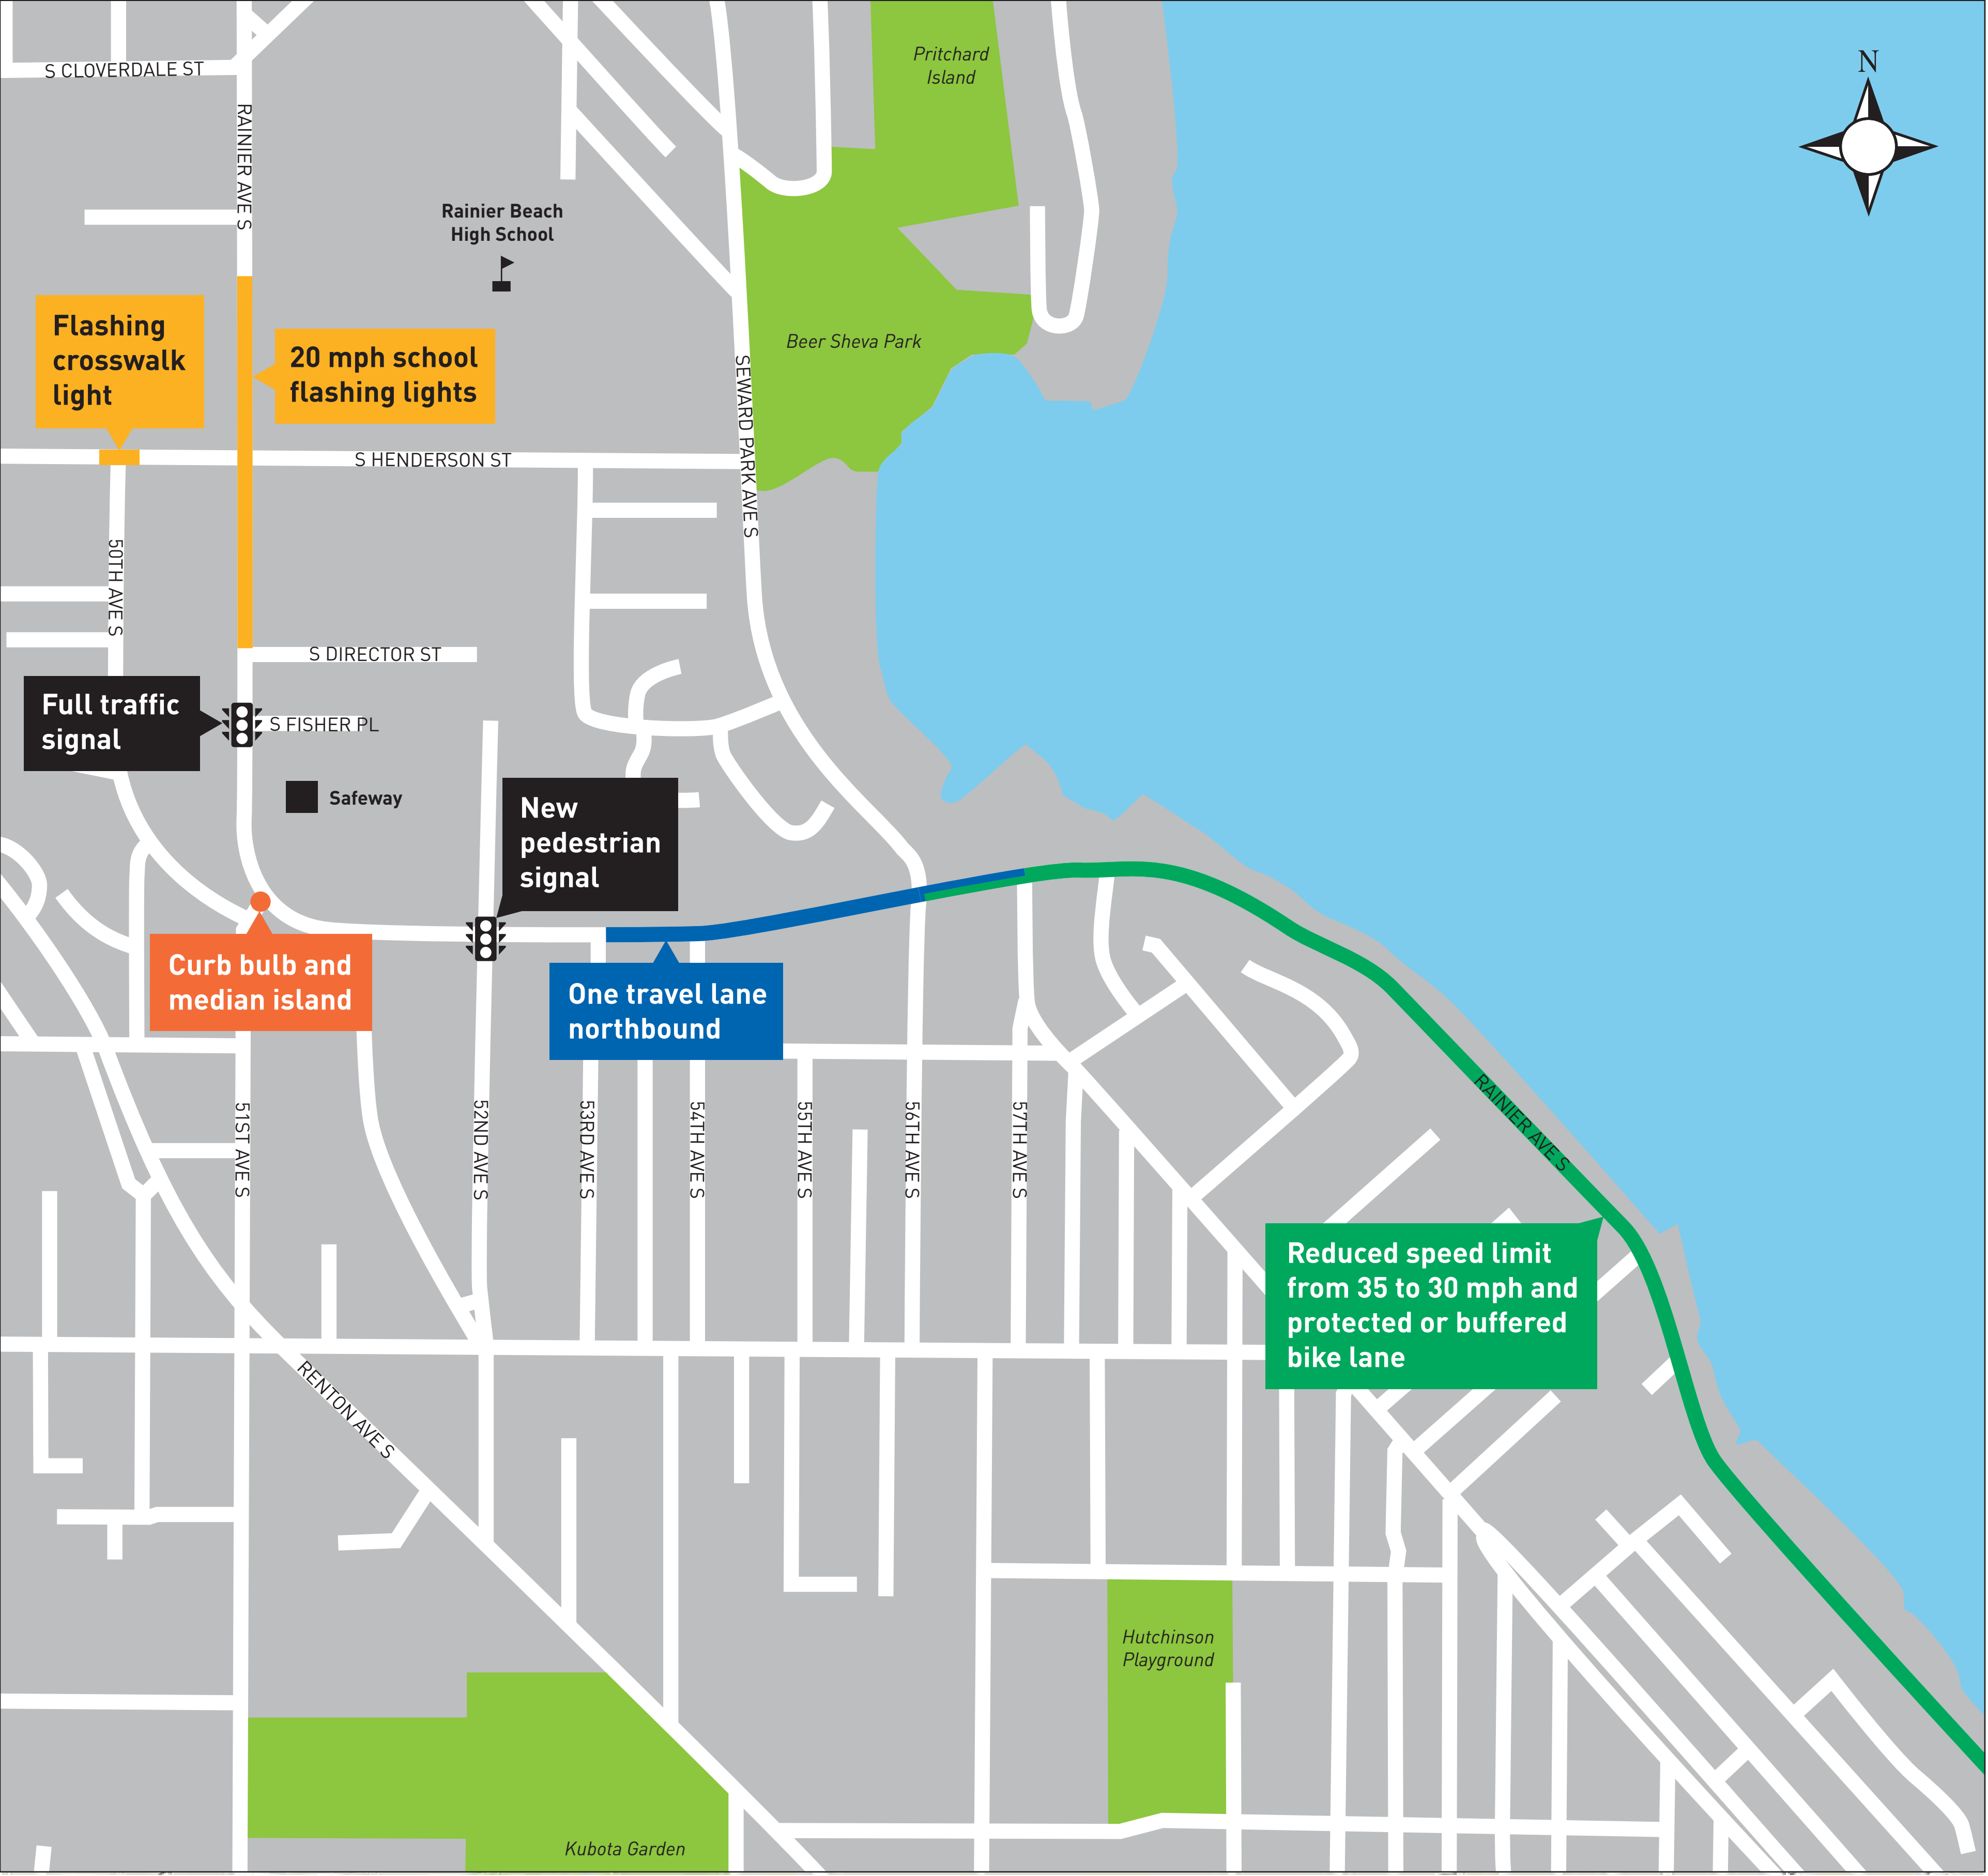 Pritchard
Island
N
S CLOVERDALE ST
RAINIER AVE S
Rainier Beach
High School
Flashing
crosswalk
light
20 mph school
flashing lights
Beer Sheva Park
SEWARD PARK AVE S
S HENDERSON ST
50TH AVE S
S DIRECTOR ST
Full traffic
signal
S FISHER PL
Safeway
New
pedestrian
signal
Curb bulb and
median island
One travel lane
northbound
51ST AVE S
52ND AVE S
53RD AVE S
54TH AVE S
55TH AVE S
56TH AVE S
57TH AVE S
RAINIER AVE S
Reduced speed limit
from 35 to 30 mph and
protected or buffered
bike lane
RENTON AVE S
Hutchinson
Playground
Kubota Garden